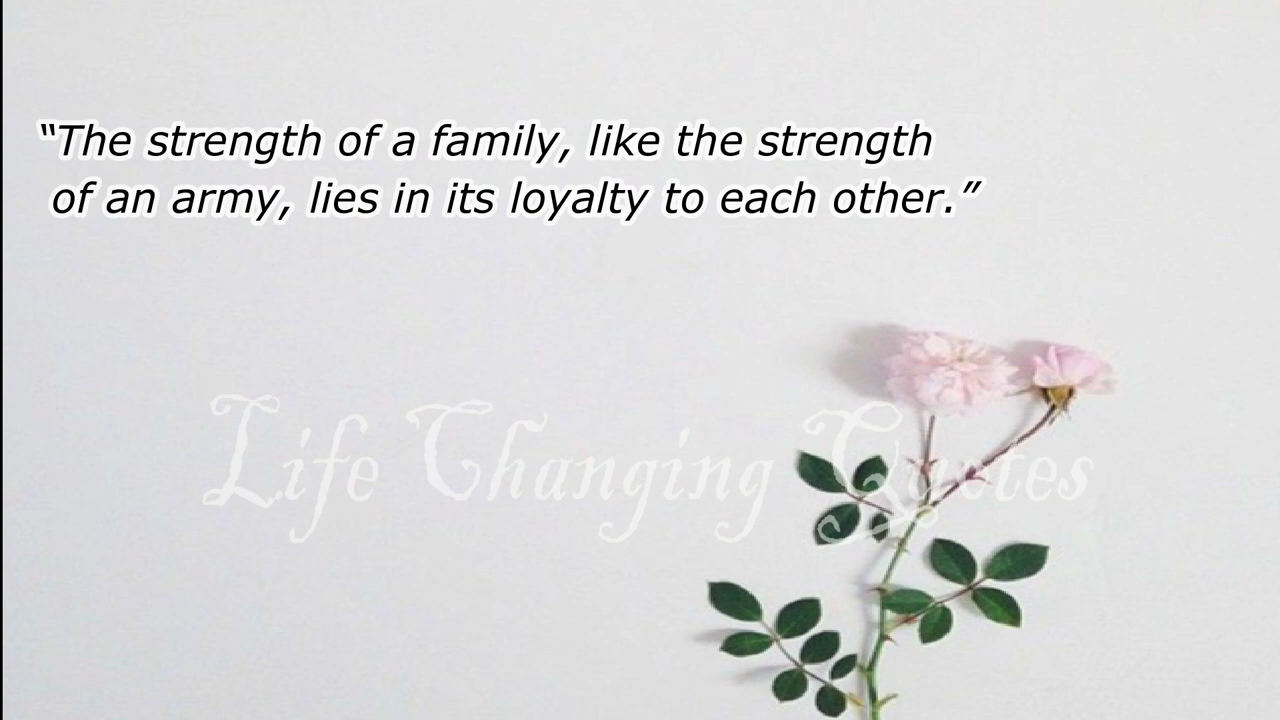 “The strength of a family, like the strength
of an army, lies in its loyalty to each other.”
Life Changing Quotes